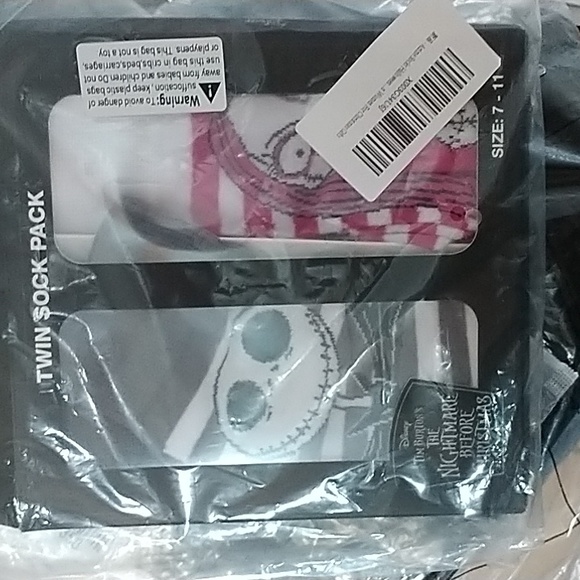 TWIN SOCK PACK
SIZE: 7 - 11
Warning: To avoid danger of
suffocation, keep plastic bags
away from babies and children Do not
use this bag in cribs, beds, carriages,
or playpens. This bag is not a toy
Disney
TIM BURTON'S
THE
NIGHTMARE
BEFORE
CHRISTMAS